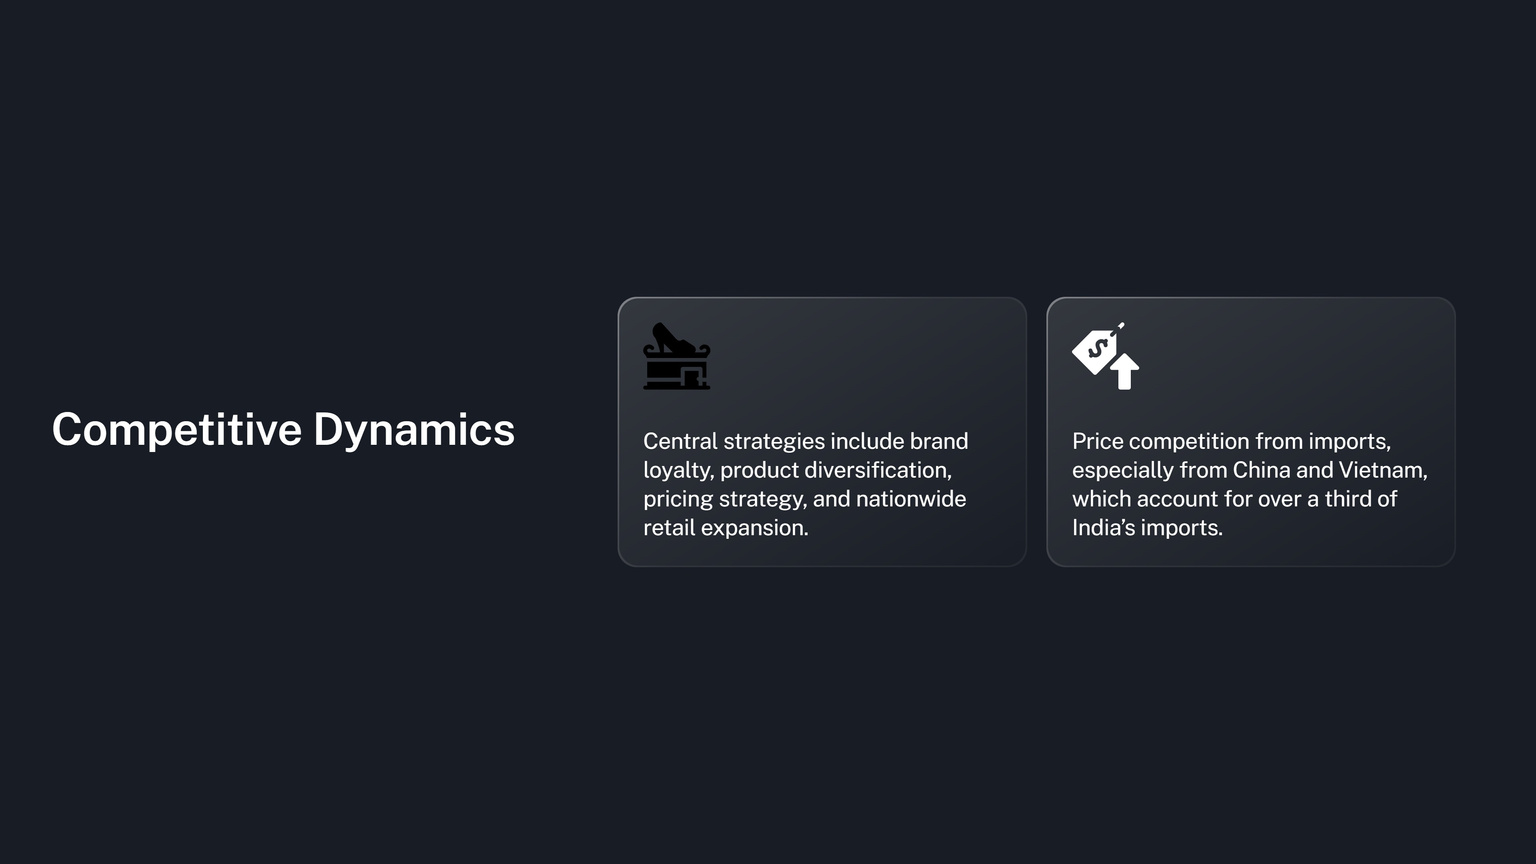 Competitive Dynamics
Central strategies include brand
loyalty, product diversification,
pricing strategy, and nationwide
retail expansion.
$
Price competition from imports,
especially from China and Vietnam,
which account for over a third of
India’s imports.